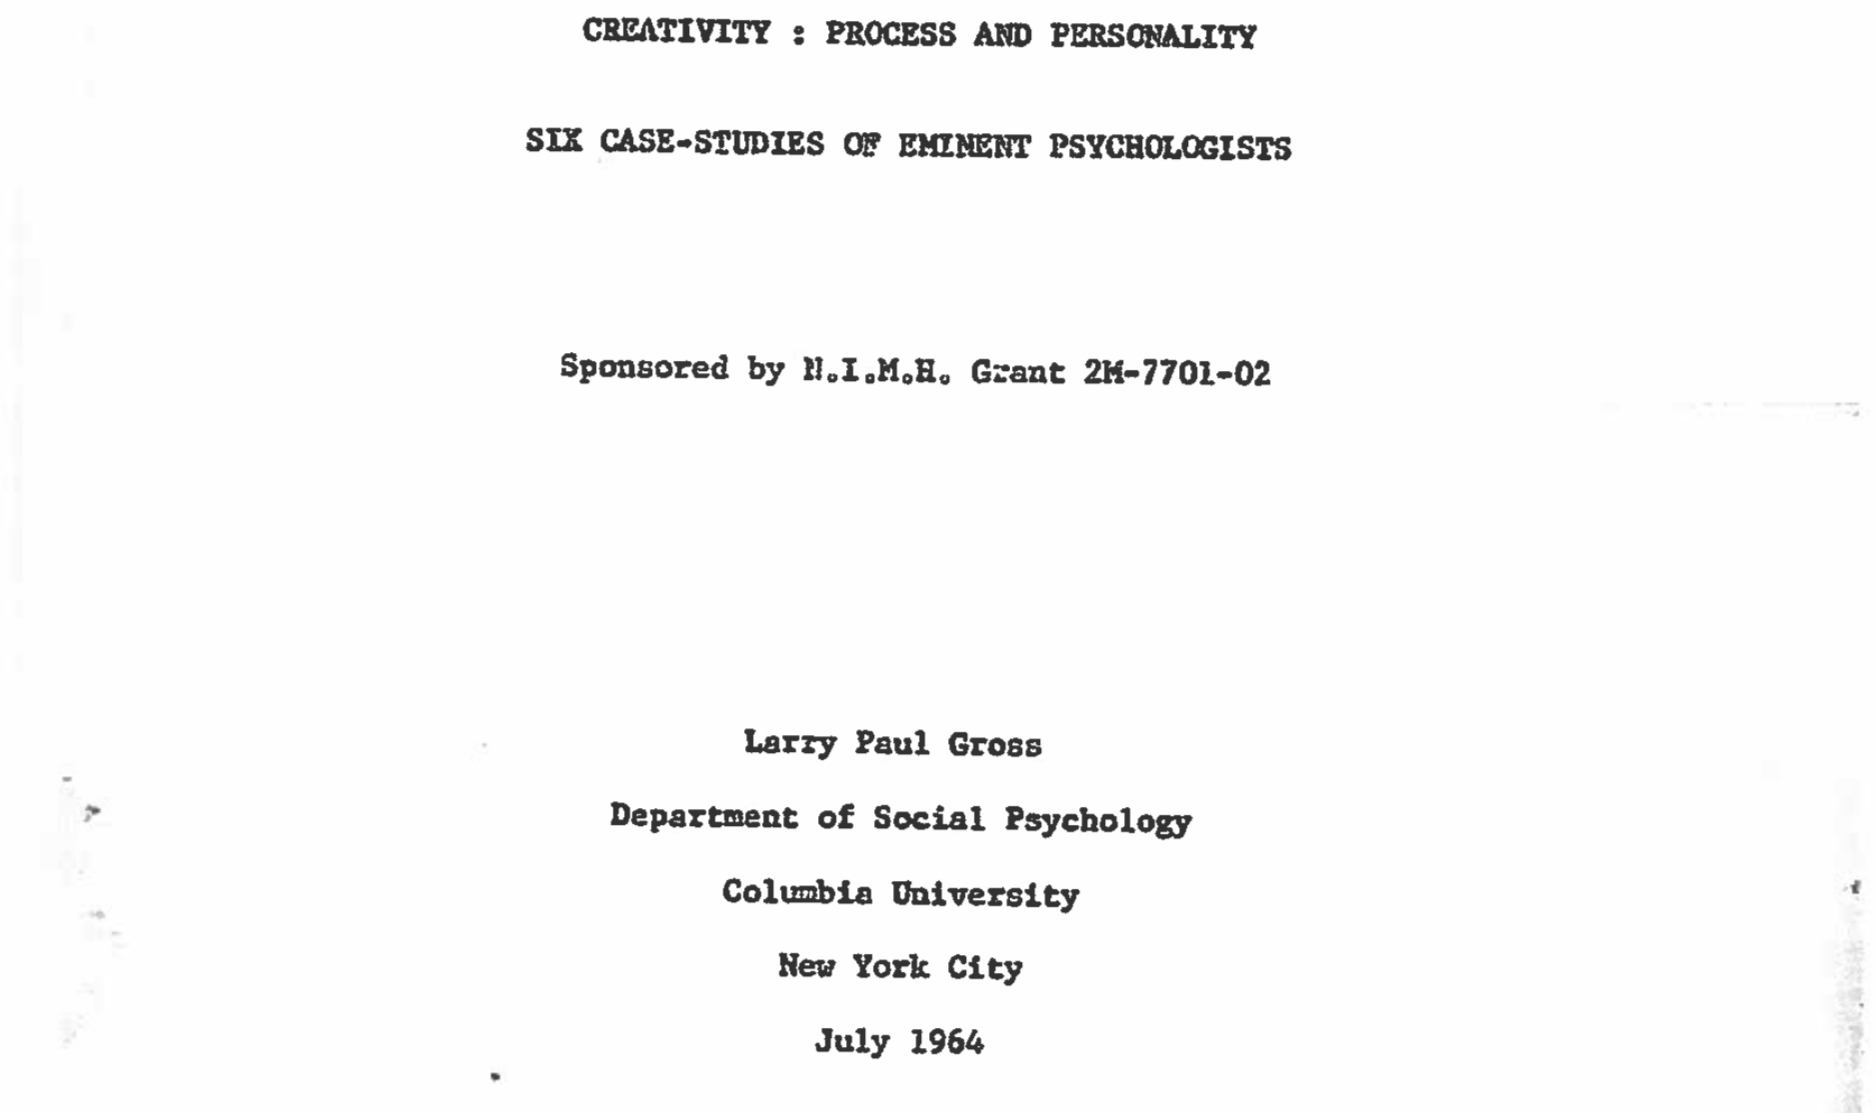 CREATIVITY : PROCESS AND PERSONALITY
SIX CASE-STUDIES OF EMINENT PSYCHOLOGISTS
Sponsored by N.I.M.H. Grant 2M-7701-02
Larry Paul Gross
Department of Social Psychology
Columbia University
New York City
July 1964